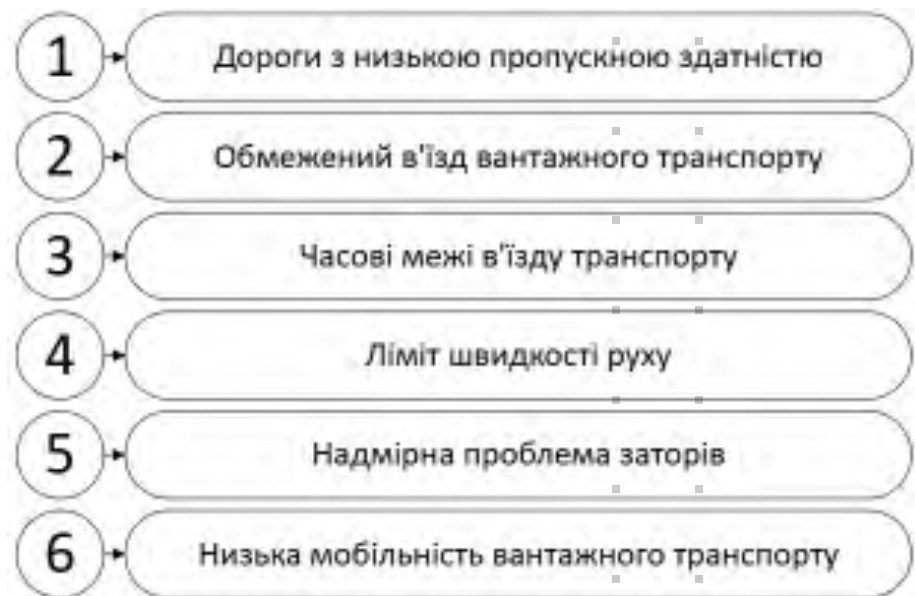 1 Дороги з низькою пропускною здатністю
2 Обмежений в'їзд вантажного транспорту
3 Часові межі в'їзду транспорту
4 Ліміт швидкості руху
5 Надмірна проблема заторів
6 Низька мобільність вантажного транспорту